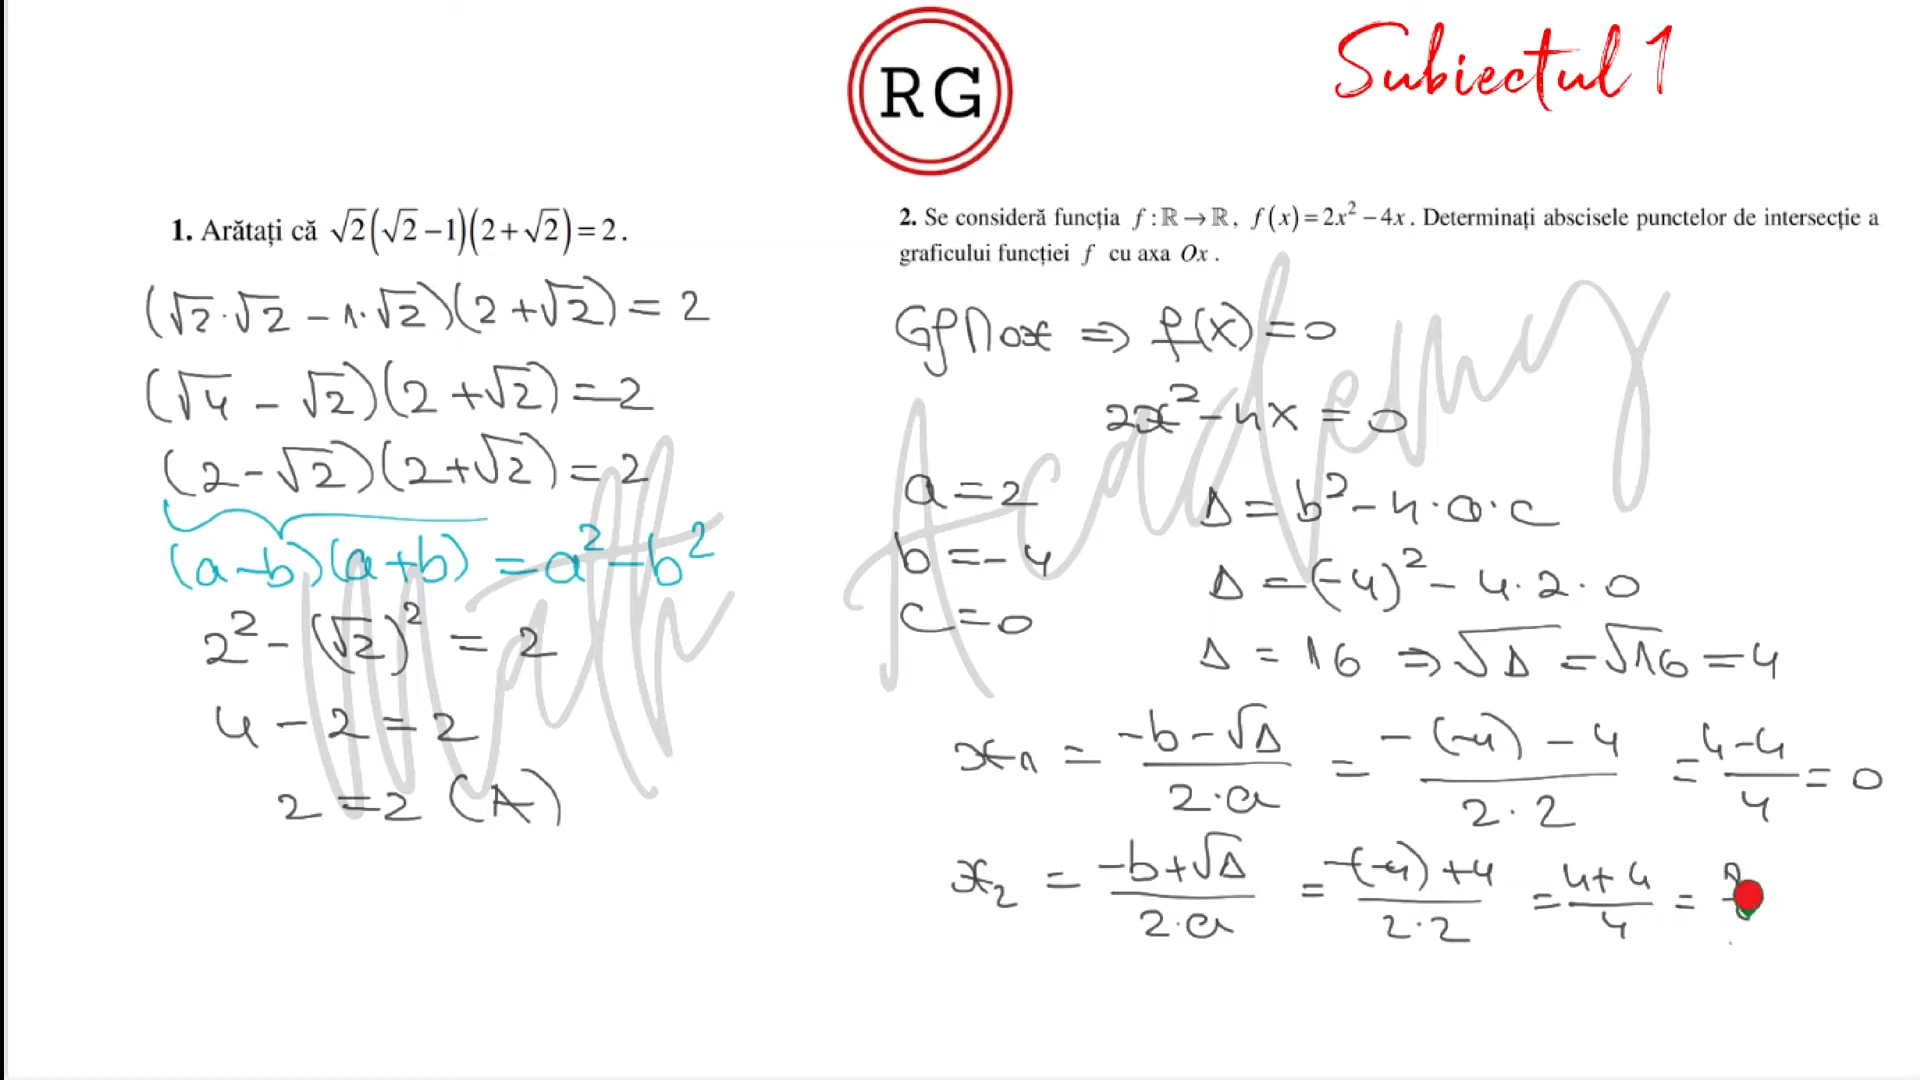 RG
Subiectul 1
1. Arătați că √2(√2−1)(2+√2)=2.
(√2·√2 − 1·√2)(2+√2) = 2
(√4 − √2)(2+√2) = 2
(2−√2)(2+√2) = 2
(a−b)(a+b) = a²−b²
2² − (√2)² = 2
4 − 2 = 2
2 = 2 (A)
2. Se consideră funcția f:ℝ→ℝ, f(x)=2x²−4x. Determinați abscisele punctelor de intersecție a
graficului funcției f cu axa Ox.
Gf∩ox ⇒ f(x)=0
2x²−4x = 0
a=2
b=−4
c=0
Δ = b²−4·a·c
Δ = (−4)² − 4·2·0
Δ = 16 ⇒ √Δ = √16 = 4
x₁ = (−b−√Δ)/(2·a) = (−(−4)−4)/(2·2) = (4−4)/4 = 0
x₂ = (−b+√Δ)/(2·a) = (−(−4)+4)/(2·2) = (4+4)/4 =
Math Academy